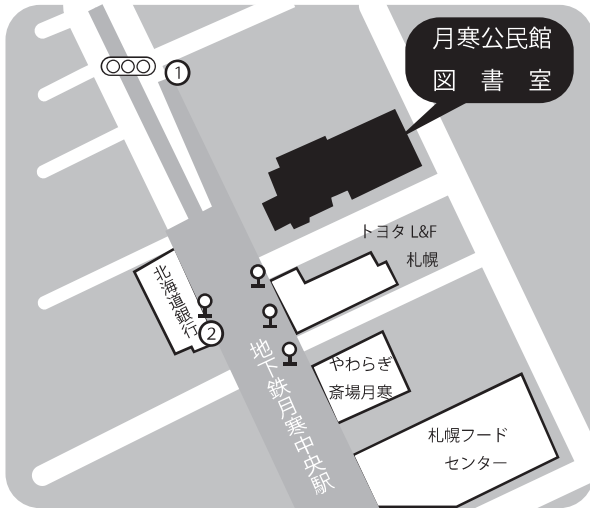 月寒公民館
図書室
①
トヨタ L&F
札幌
北海道銀行
②
地下鉄月寒中央駅
やわらぎ
斎場月寒
札幌フード
センター